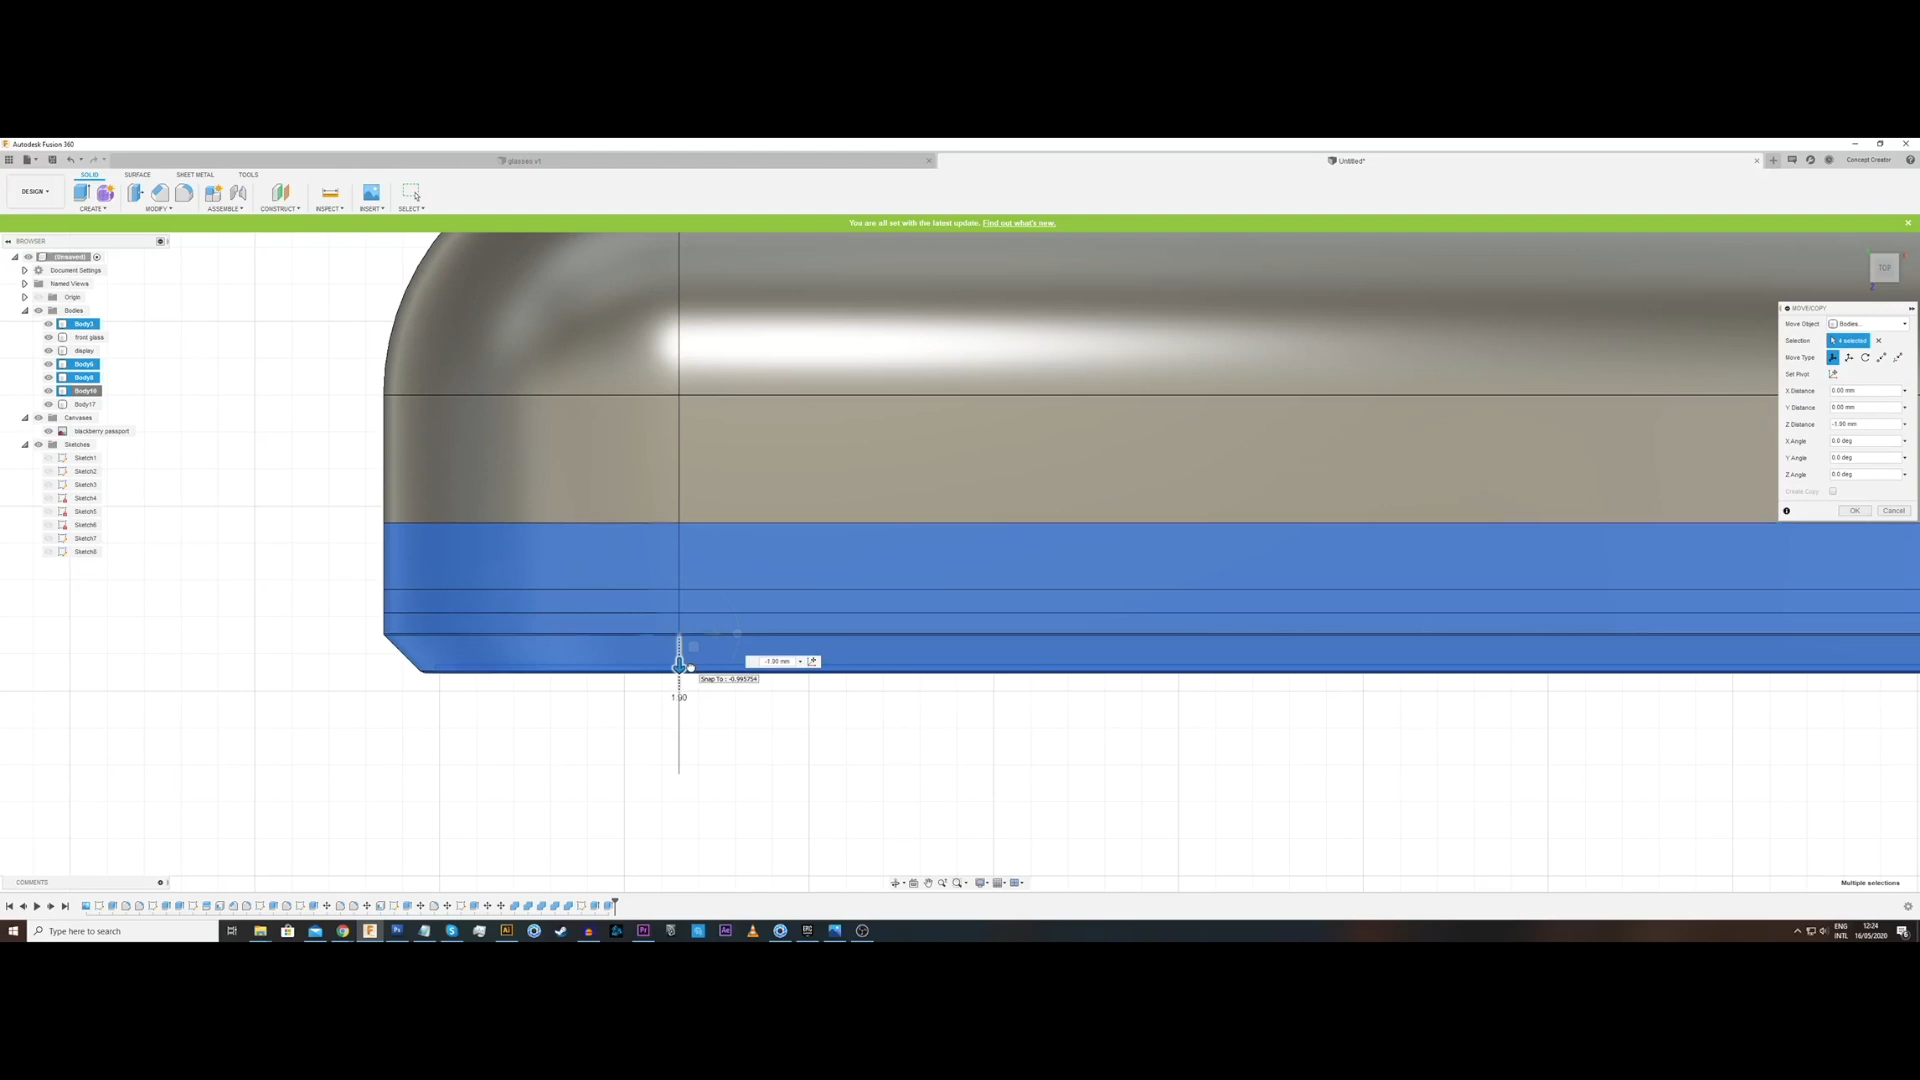 Autodesk Fusion 360
glasses v1
Untitled*
Concept Creator
SOLID
SURFACE
SHEET METAL
TOOLS
DESIGN
CREATE
MODIFY
ASSEMBLE
CONSTRUCT
INSPECT
INSERT
SELECT
You are all set with the latest update. Find out what's new.
BROWSER
(Unsaved)
Document Settings
Named Views
Origin
Bodies
Body3
front glass
display
Body6
Body8
Body16
Body17
Canvases
blackberry passport
Sketches
Sketch1
Sketch2
Sketch3
Sketch4
Sketch5
Sketch6
Sketch7
Sketch8
TOP
Z
MOVE/COPY
Move Object
Bodies...
Selection
4 selected
Move Type
Set Pivot
X Distance
0.00 mm
Y Distance
0.00 mm
Z Distance
-1.90 mm
X Angle
0.0 deg
Y Angle
0.0 deg
Z Angle
0.0 deg
Create Copy
OK
Cancel
-1.90 mm
Snap To : -0.995754
1.90
COMMENTS
Multiple selections
Type here to search
ENG
INTL
12:24
16/05/2020